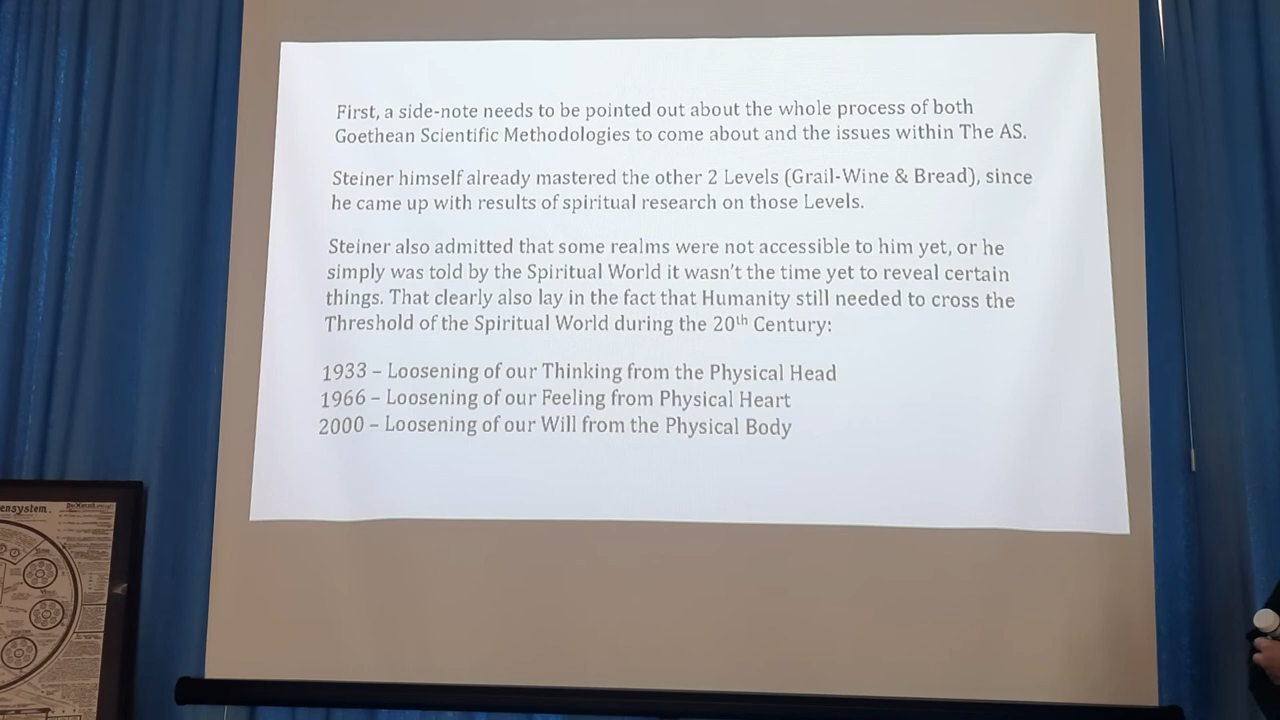 First, a side-note needs to be pointed out about the whole process of both
Goethean Scientific Methodologies to come about and the issues within The AS.
Steiner himself already mastered the other 2 Levels (Grail-Wine & Bread), since
he came up with results of spiritual research on those Levels.
Steiner also admitted that some realms were not accessible to him yet, or he
simply was told by the Spiritual World it wasn't the time yet to reveal certain
things. That clearly also lay in the fact that Humanity still needed to cross the
Threshold of the Spiritual World during the 20th Century:
1933 – Loosening of our Thinking from the Physical Head
1966 – Loosening of our Feeling from Physical Heart
2000 – Loosening of our Will from the Physical Body
ensystem.